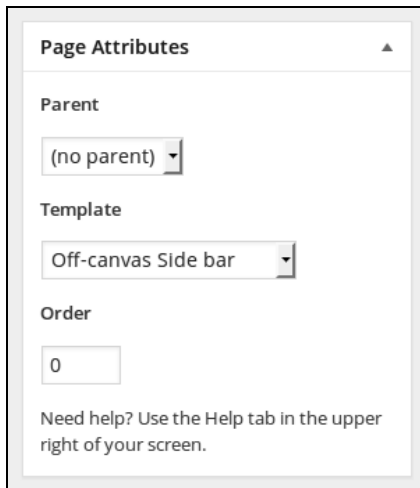 Page Attributes
Parent
(no parent)
Template
Off-canvas Side bar
Order
0
Need help? Use the Help tab in the upper
right of your screen.